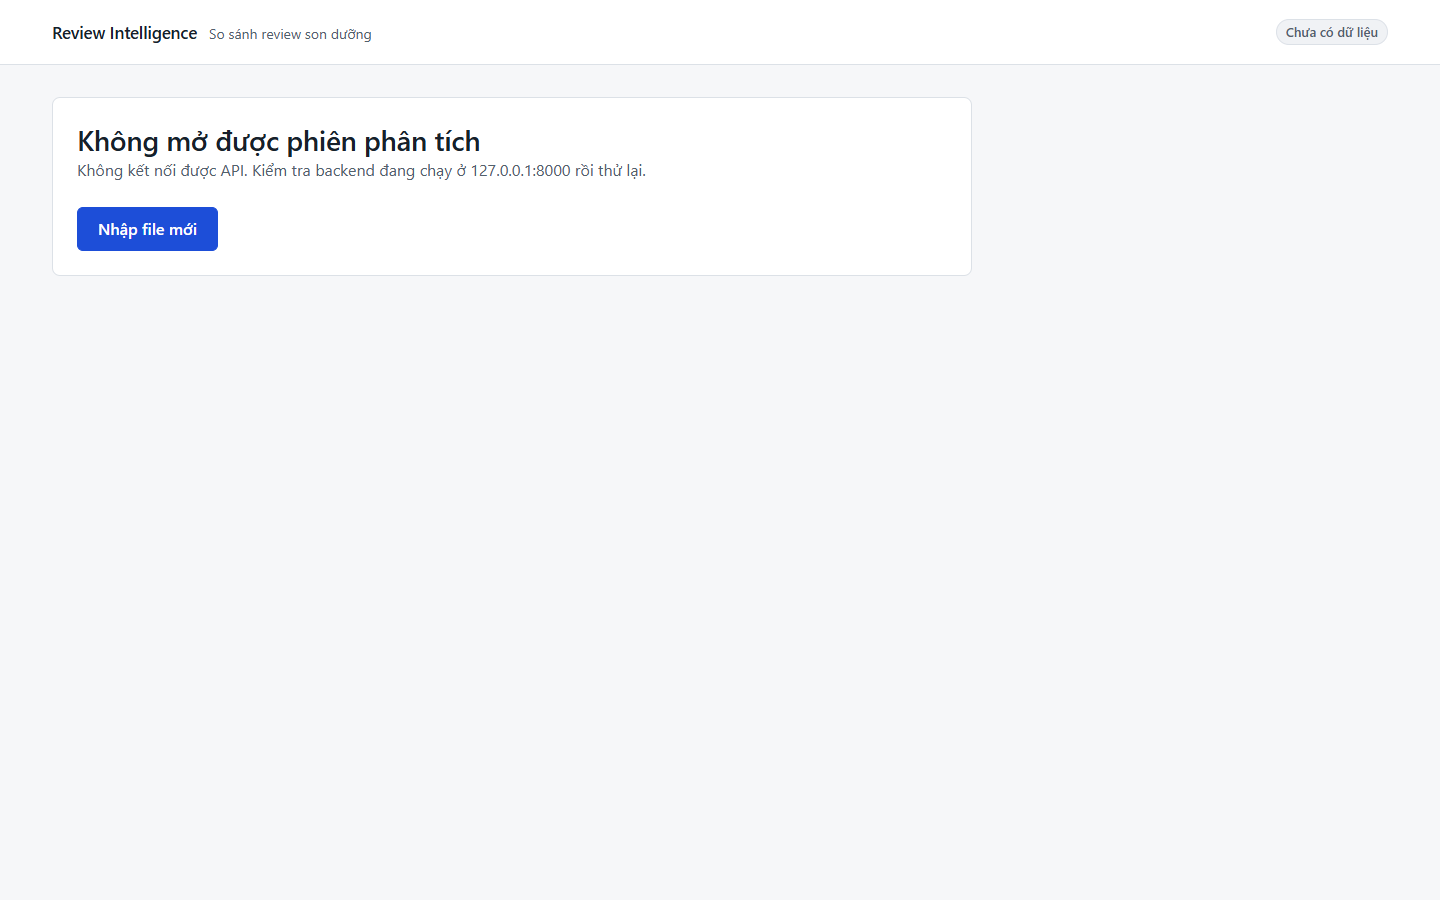 Review Intelligence So sánh review son dưỡng
Chưa có dữ liệu
Không mở được phiên phân tích
Không kết nối được API. Kiểm tra backend đang chạy ở 127.0.0.1:8000 rồi thử lại.
Nhập file mới